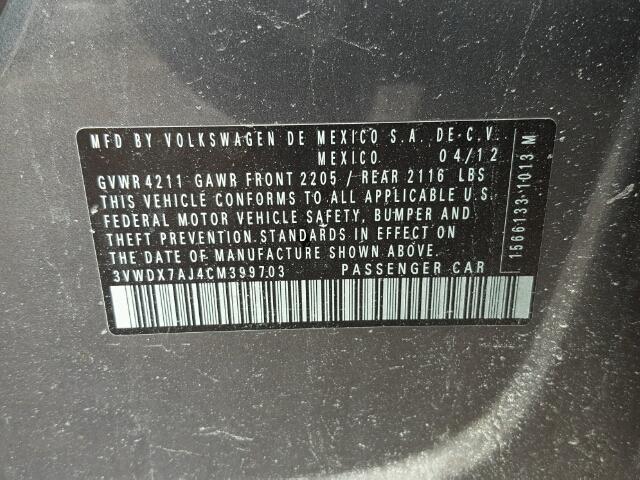 MFD BY VOLKSWAGEN DE MEXICO S.A. DE-C.V.
MEXICO 04/12
GVWR 4211 GAWR FRONT 2205 / REAR 2116 LBS
THIS VEHICLE CONFORMS TO ALL APPLICABLE U.S.
FEDERAL MOTOR VEHICLE SAFETY, BUMPER AND
THEFT PREVENTION.STANDARDS IN EFFECT ON
THE DATE OF MANUFACTURE SHOWN ABOVE.
3VWDX7AJ4CM399703 PASSENGER CAR
1566133-1013 M